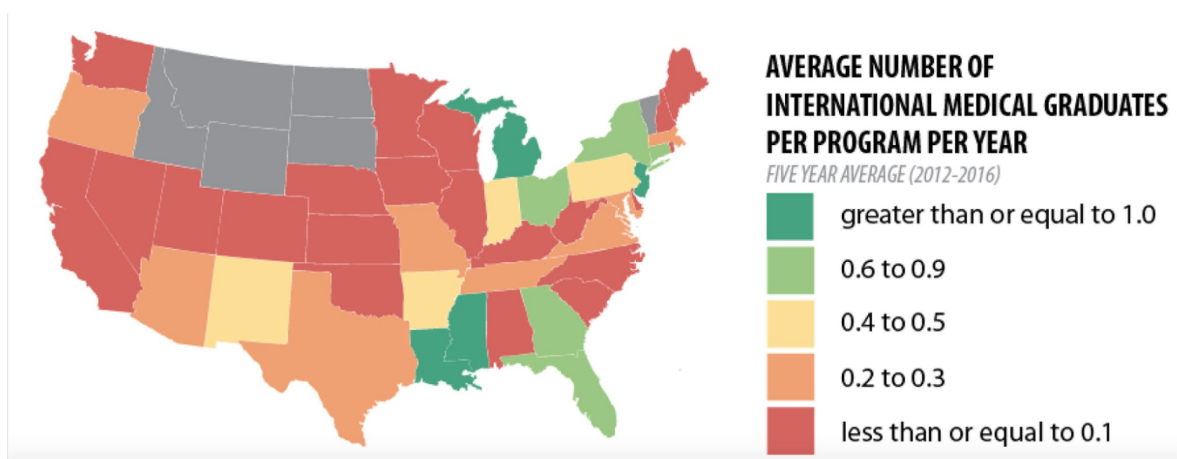 AVERAGE NUMBER OF
INTERNATIONAL MEDICAL GRADUATES
PER PROGRAM PER YEAR
FIVE YEAR AVERAGE (2012-2016)
greater than or equal to 1.0
0.6 to 0.9
0.4 to 0.5
0.2 to 0.3
less than or equal to 0.1